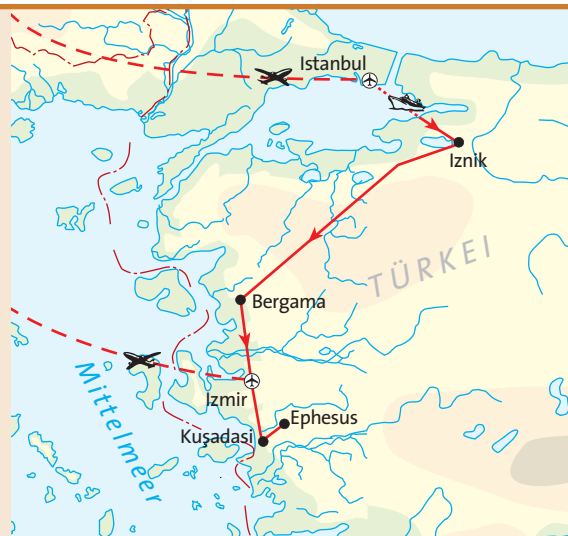 Istanbul
Iznik
TÜRKEI
Bergama
Izmir
Ephesus
Kuşadasi
Mittelmeer